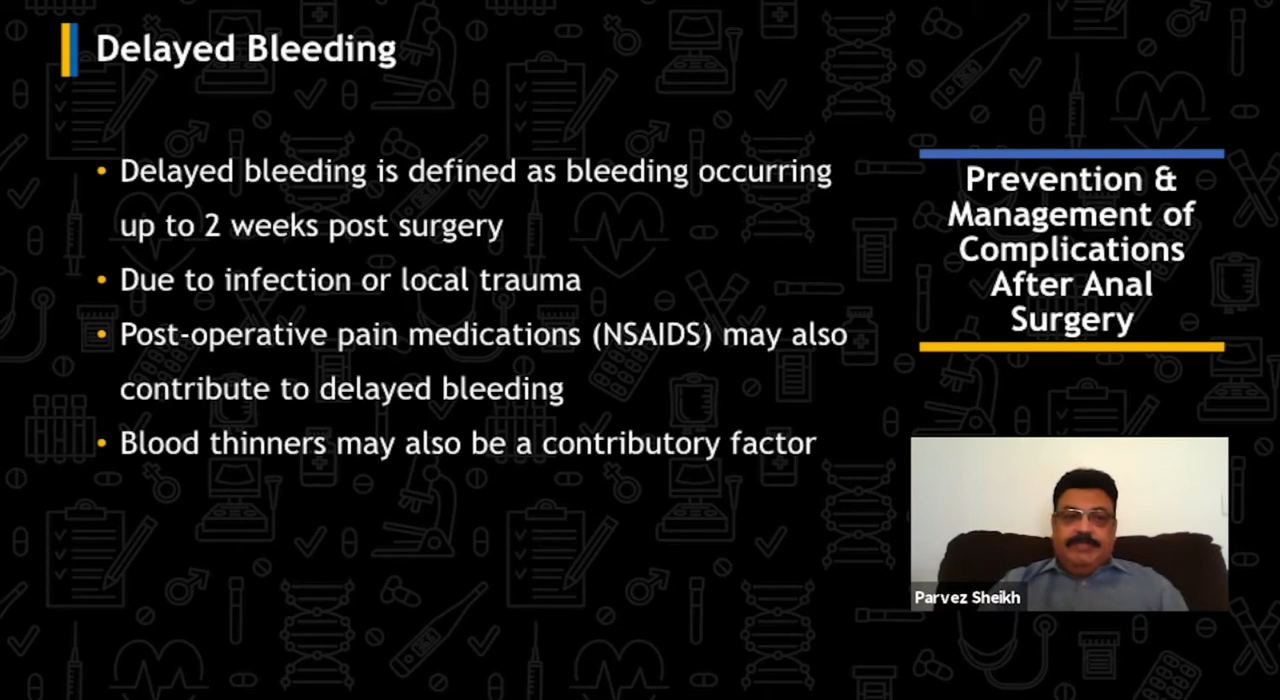 Delayed Bleeding
• Delayed bleeding is defined as bleeding occurring
up to 2 weeks post surgery
• Due to infection or local trauma
• Post-operative pain medications (NSAIDS) may also
contribute to delayed bleeding
• Blood thinners may also be a contributory factor
Prevention &
Management of
Complications
After Anal
Surgery
Parvez Sheikh